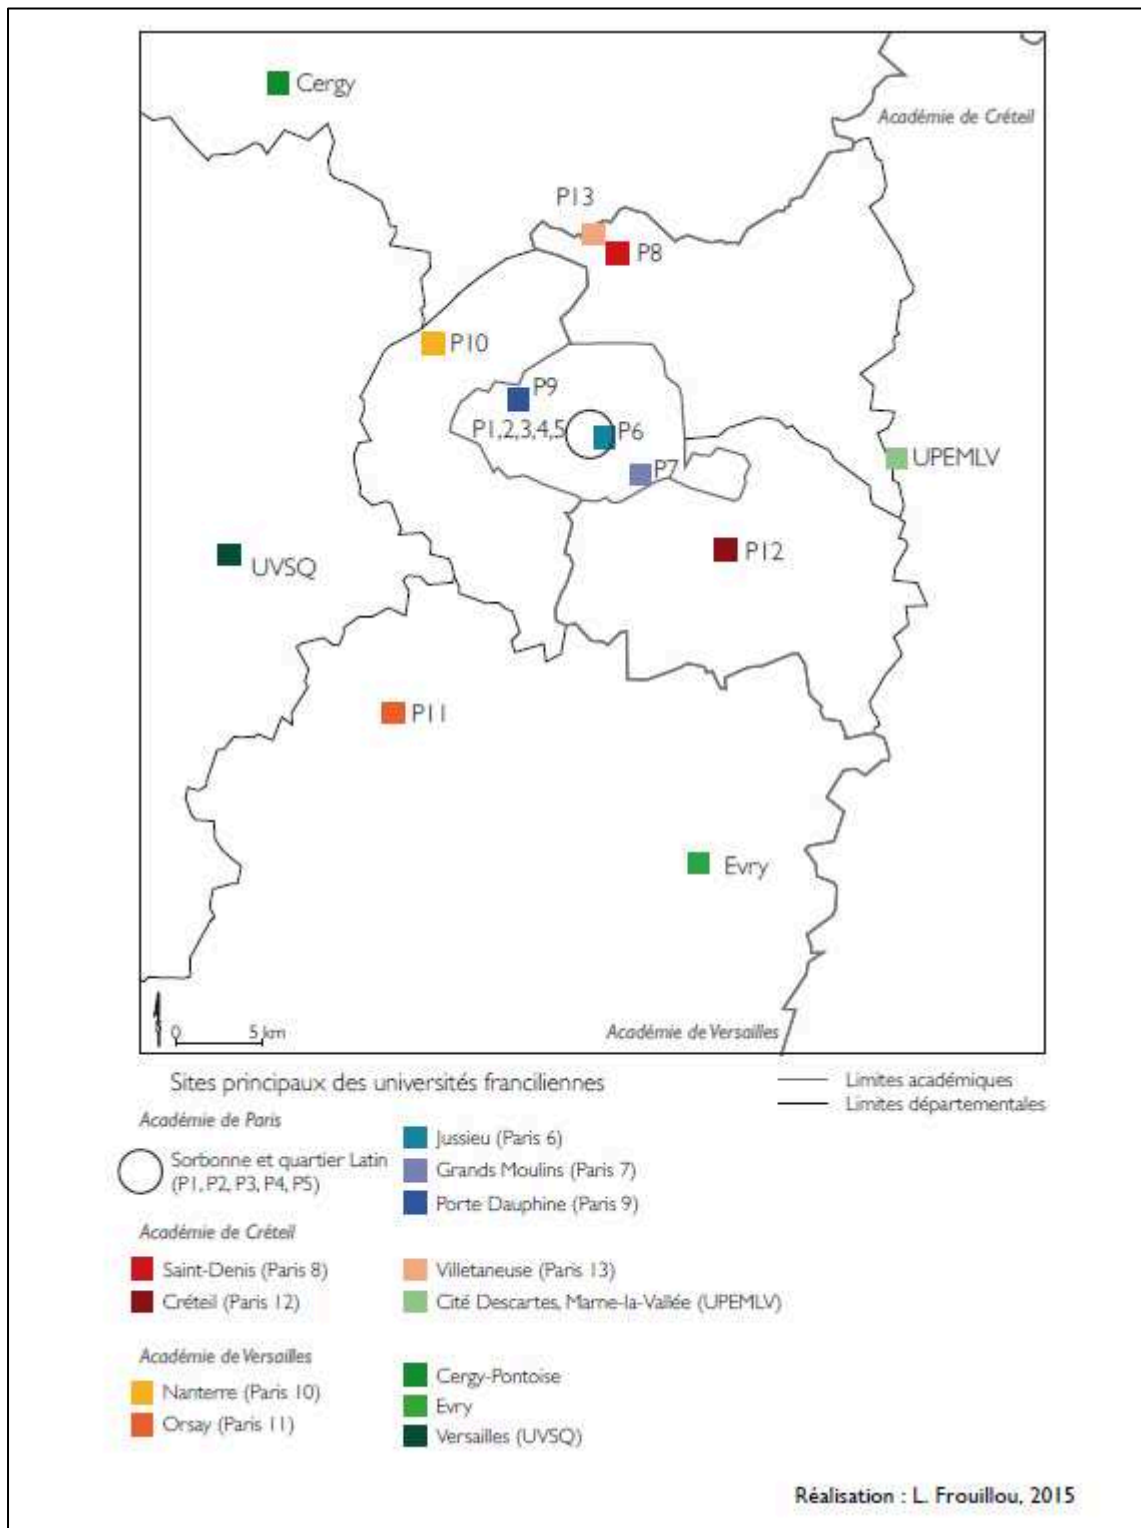 Cergy
Académie de Créteil
P13
P8
P10
P9
P1,2,3,4,5
P6
P7
UPEMLV
P12
UVSQ
P11
Evry
0 5 km
Académie de Versailles
Sites principaux des universités franciliennes
Limites académiques
Limites départementales
Académie de Paris
Sorbonne et quartier Latin
(P1, P2, P3, P4, P5)
Jussieu (Paris 6)
Grands Moulins (Paris 7)
Porte Dauphine (Paris 9)
Académie de Créteil
Saint-Denis (Paris 8)
Créteil (Paris 12)
Villetaneuse (Paris 13)
Cité Descartes, Marne-la-Vallée (UPEMLV)
Académie de Versailles
Nanterre (Paris 10)
Orsay (Paris 11)
Cergy-Pontoise
Evry
Versailles (UVSQ)
Réalisation : L. Frouillou, 2015